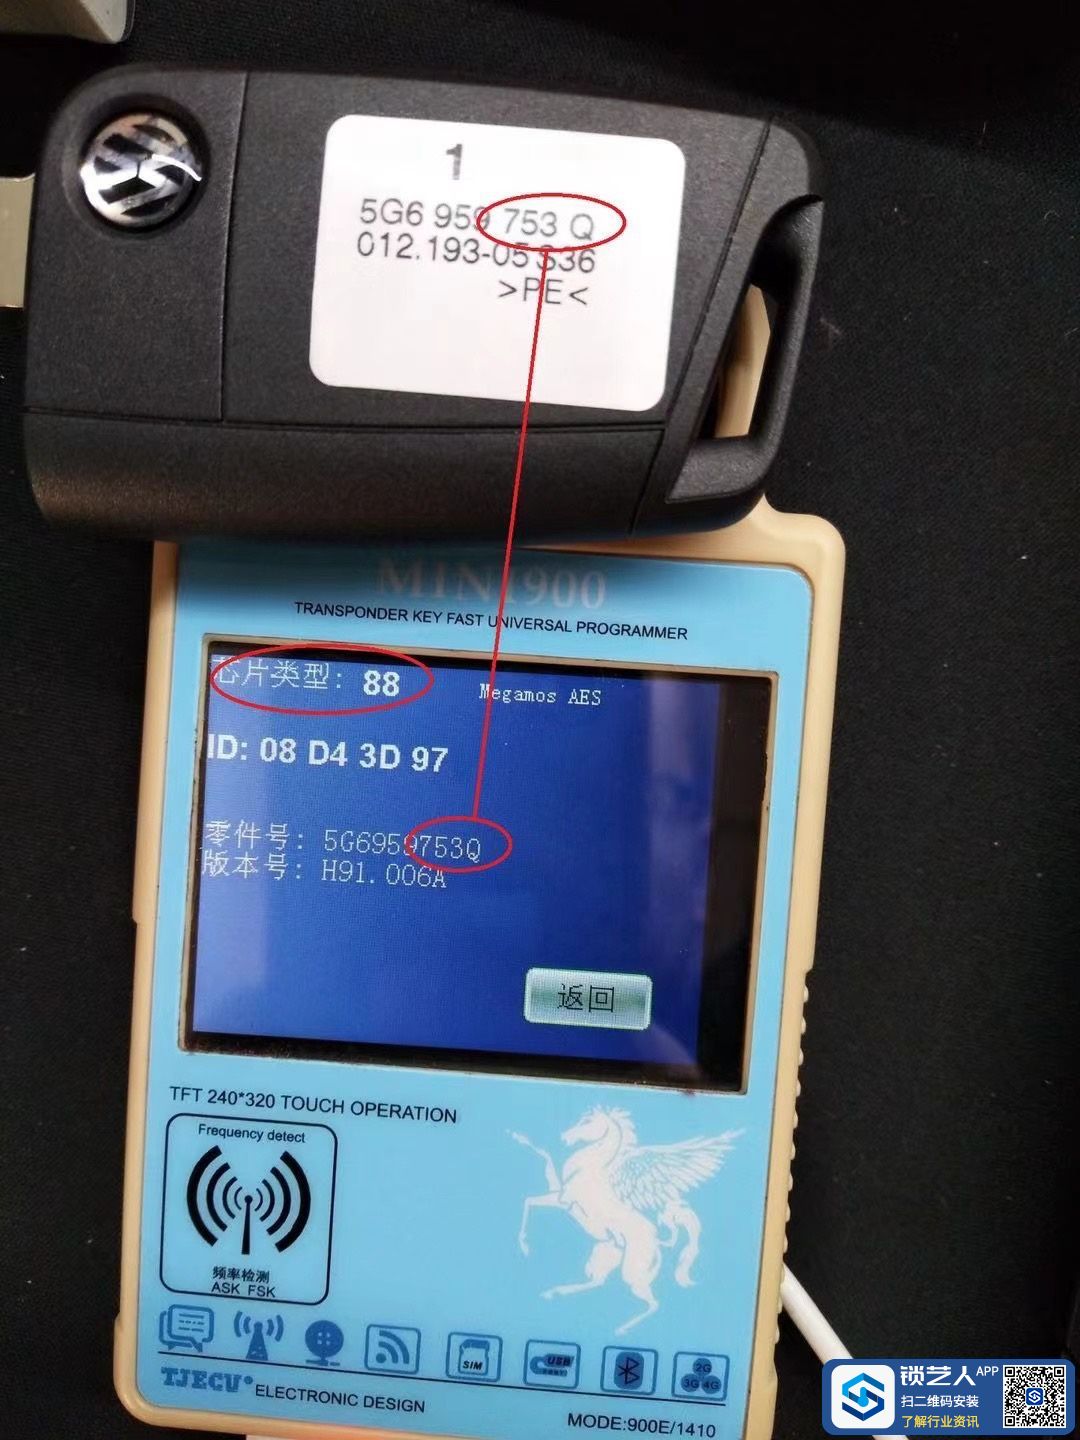 1
5G6 959 753 Q
012.193-05 S36
>PE<
MINI900
TRANSPONDER KEY FAST UNIVERSAL PROGRAMMER
芯片类型: 88
Megamos AES
ID: 08 D4 3D 97
零件号: 5G6959753Q
版本号: H91.006A
返回
TFT 240*320 TOUCH OPERATION
Frequency detect
频率检测
ASK FSK
SIM
USB
2G
3G 4G
TJECU ELECTRONIC DESIGN
MODE:900E/1410
锁艺人APP
扫二维码安装
了解行业资讯